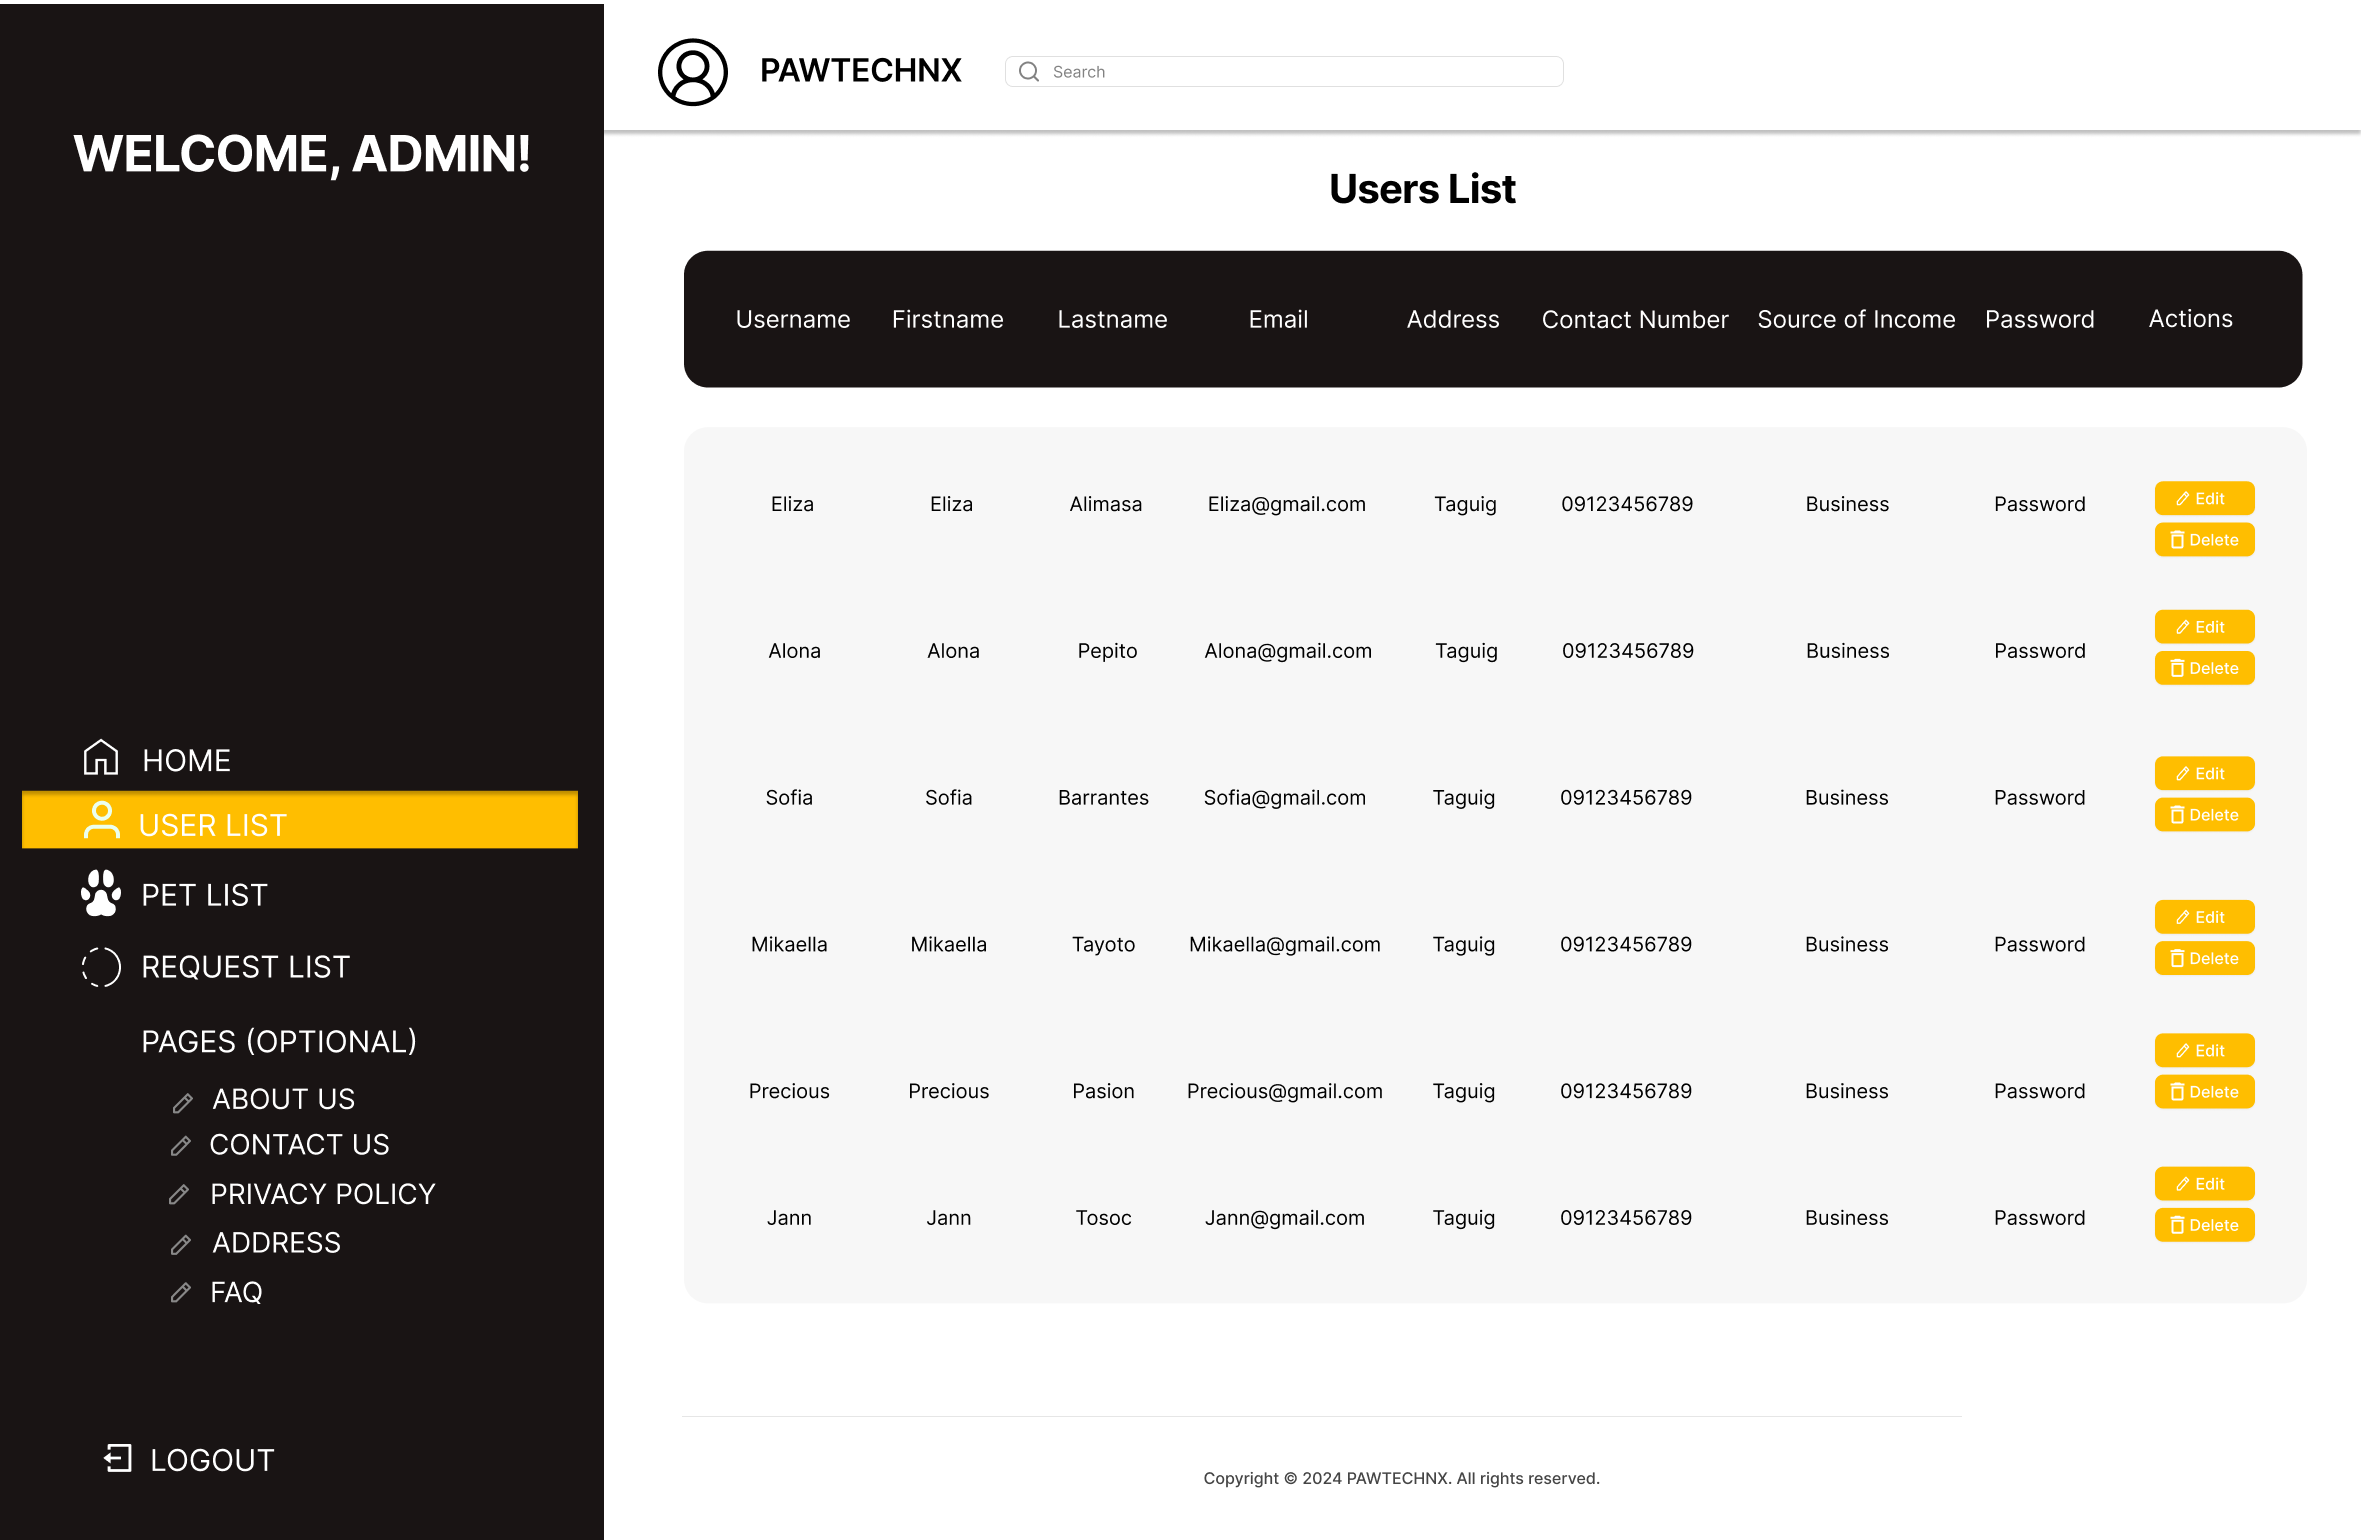 WELCOME, ADMIN!
HOME
USER LIST
PET LIST
REQUEST LIST
PAGES (OPTIONAL)
ABOUT US
CONTACT US
PRIVACY POLICY
ADDRESS
FAQ
LOGOUT
PAWTECHNX
Search
Users List
Username Firstname Lastname Email Address Contact Number Source of Income Password Actions
Eliza Eliza Alimasa Eliza@gmail.com Taguig 09123456789 Business Password Edit
Delete
Alona Alona Pepito Alona@gmail.com Taguig 09123456789 Business Password Edit
Delete
Sofia Sofia Barrantes Sofia@gmail.com Taguig 09123456789 Business Password Edit
Delete
Mikaella Mikaella Tayoto Mikaella@gmail.com Taguig 09123456789 Business Password Edit
Delete
Precious Precious Pasion Precious@gmail.com Taguig 09123456789 Business Password Edit
Delete
Jann Jann Tosoc Jann@gmail.com Taguig 09123456789 Business Password Edit
Delete
Copyright © 2024 PAWTECHNX. All rights reserved.